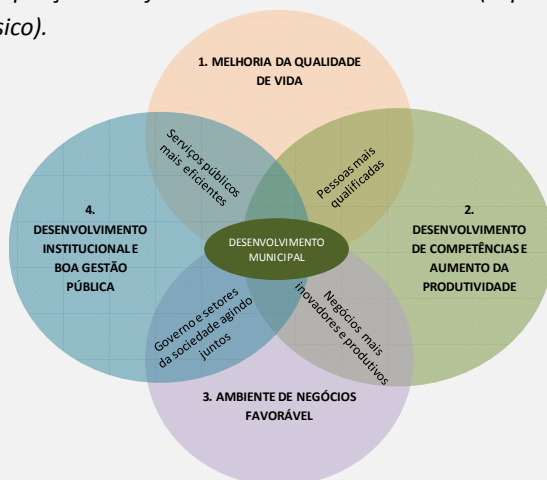 sico).
1. MELHORIA DA QUALIDADE
DE VIDA
Serviços públicos
mais eficientes
Pessoas mais
qualificadas
4.
DESENVOLVIMENTO
INSTITUCIONAL E
BOA GESTÃO
PÚBLICA
DESENVOLVIMENTO
MUNICIPAL
2.
DESENVOLVIMENTO
DE COMPETÊNCIAS E
AUMENTO DA
PRODUTIVIDADE
Governo e setores
da sociedade agindo
juntos
Negócios mais
inovadores e produtivos
3. AMBIENTE DE NEGÓCIOS
FAVORÁVEL